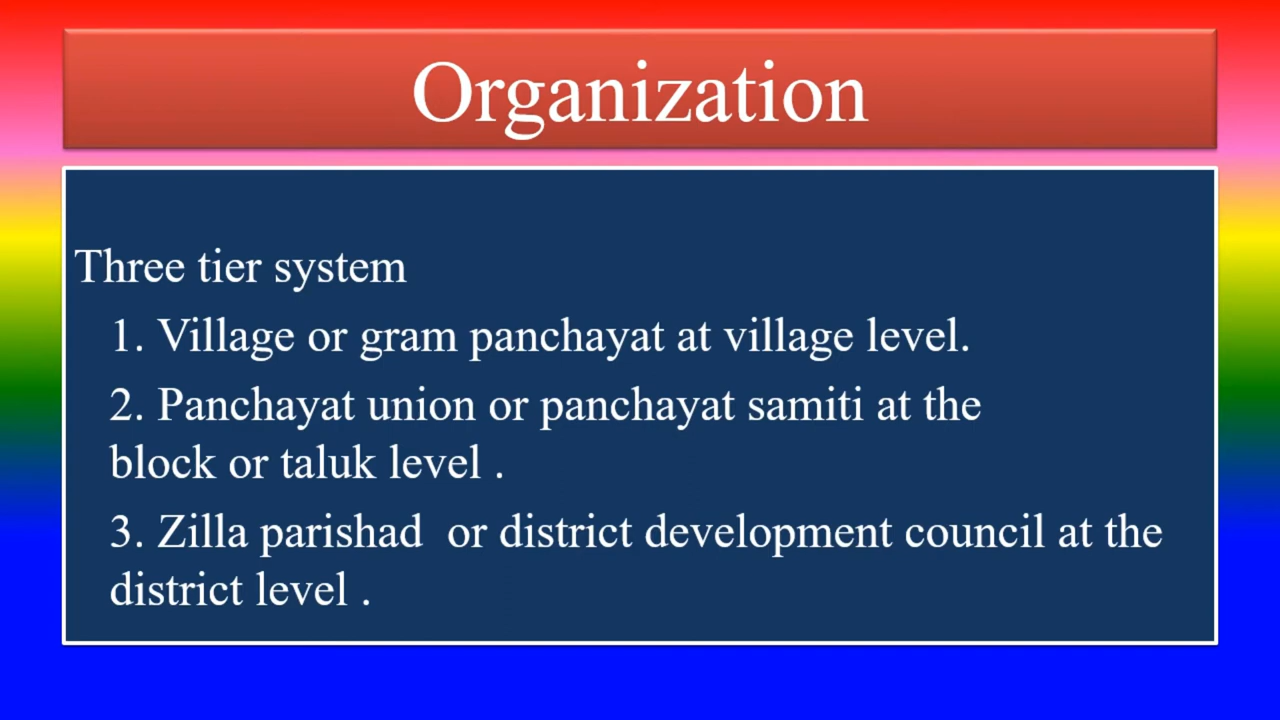 Organization
Three tier system
1. Village or gram panchayat at village level.
2. Panchayat union or panchayat samiti at the
block or taluk level .
3. Zilla parishad  or district development council at the
district level .